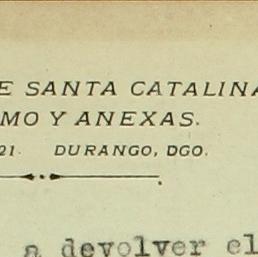 E SANTA CATALINA
MO Y ANEXAS.
21. DURANGO, DGO.
a devolver el